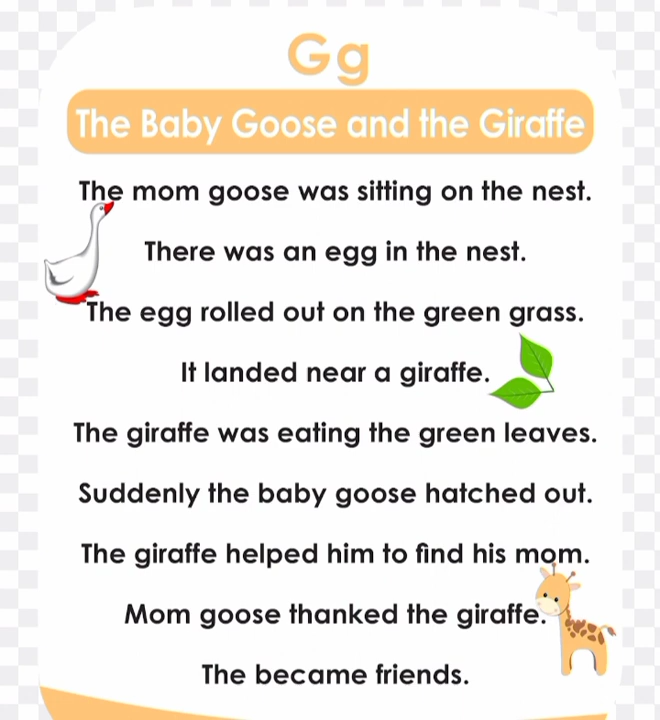 Gg
The Baby Goose and the Giraffe
The mom goose was sitting on the nest.
There was an egg in the nest.
The egg rolled out on the green grass.
It landed near a giraffe.
The giraffe was eating the green leaves.
Suddenly the baby goose hatched out.
The giraffe helped him to find his mom.
Mom goose thanked the giraffe.
The became friends.